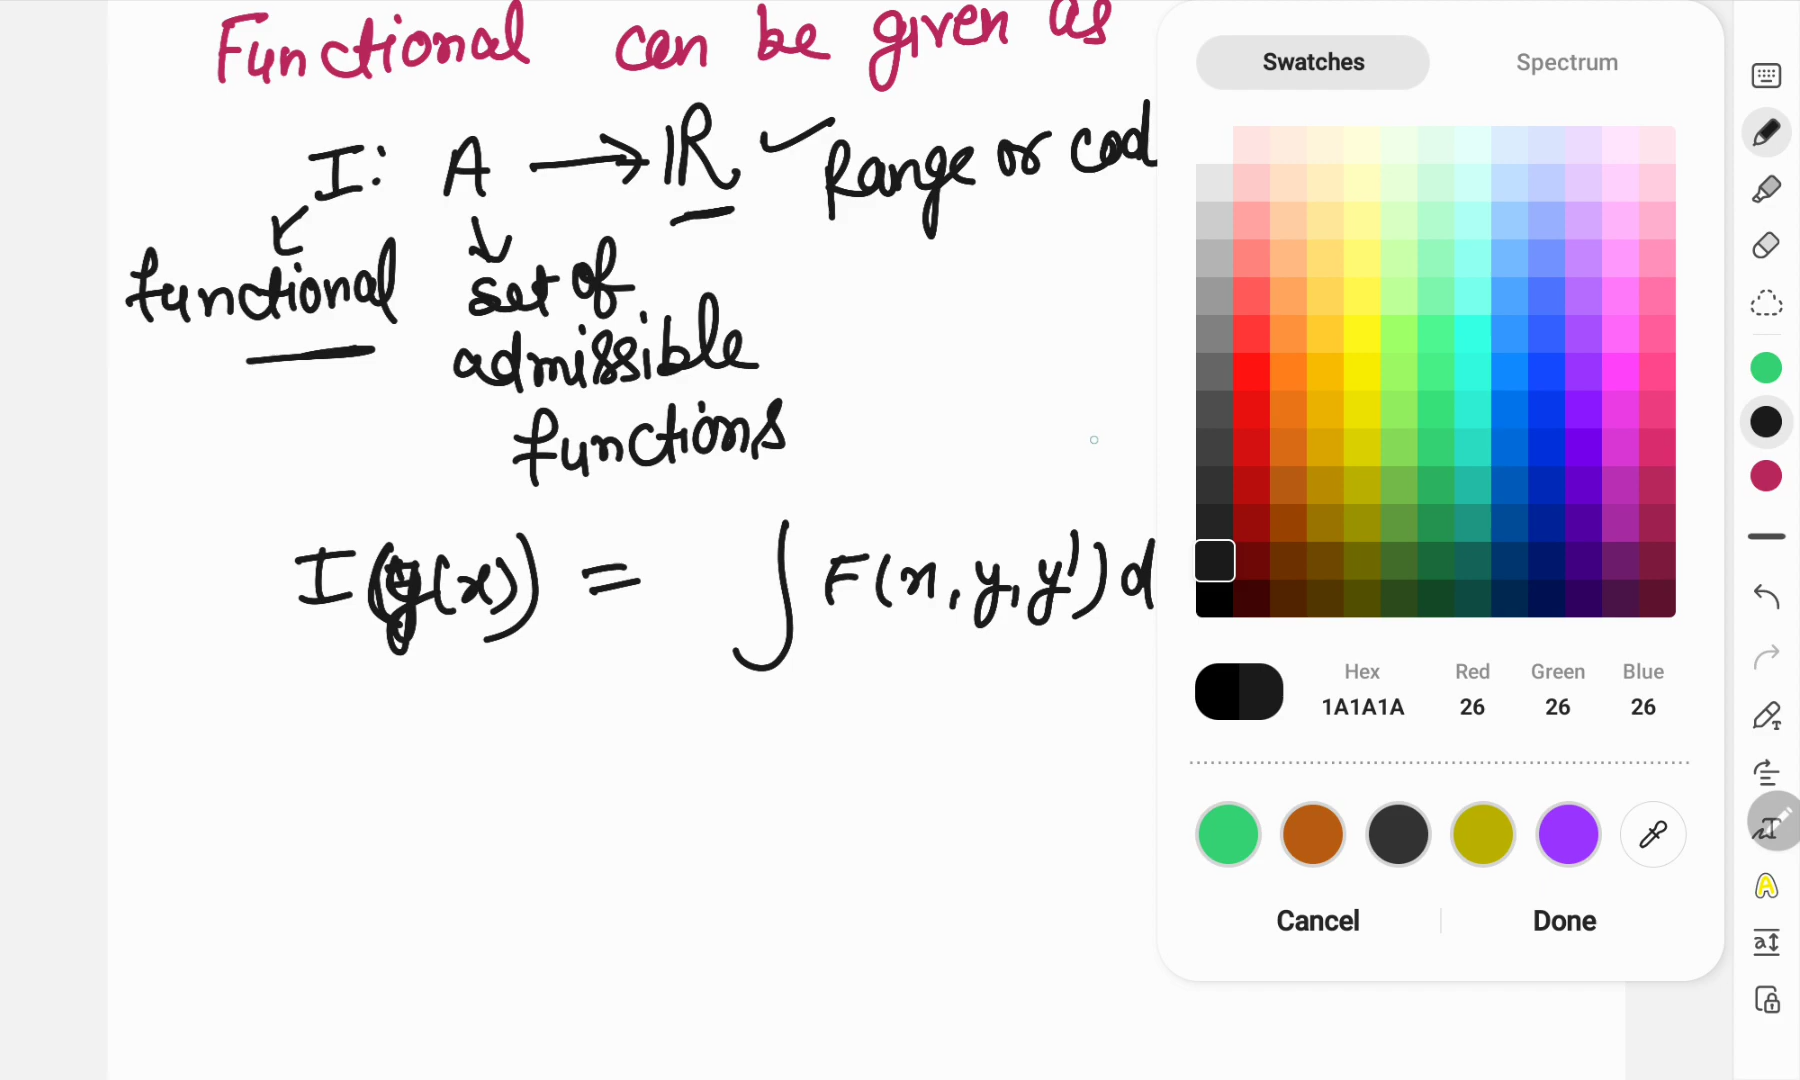 Functional can be given as
I: A → ℝ ✓ Range or cod
functional set of
admissible
functions
I(y(x)) = ∫ F(x, y, y') d
Swatches Spectrum
Hex Red Green Blue
1A1A1A 26 26 26
Cancel Done